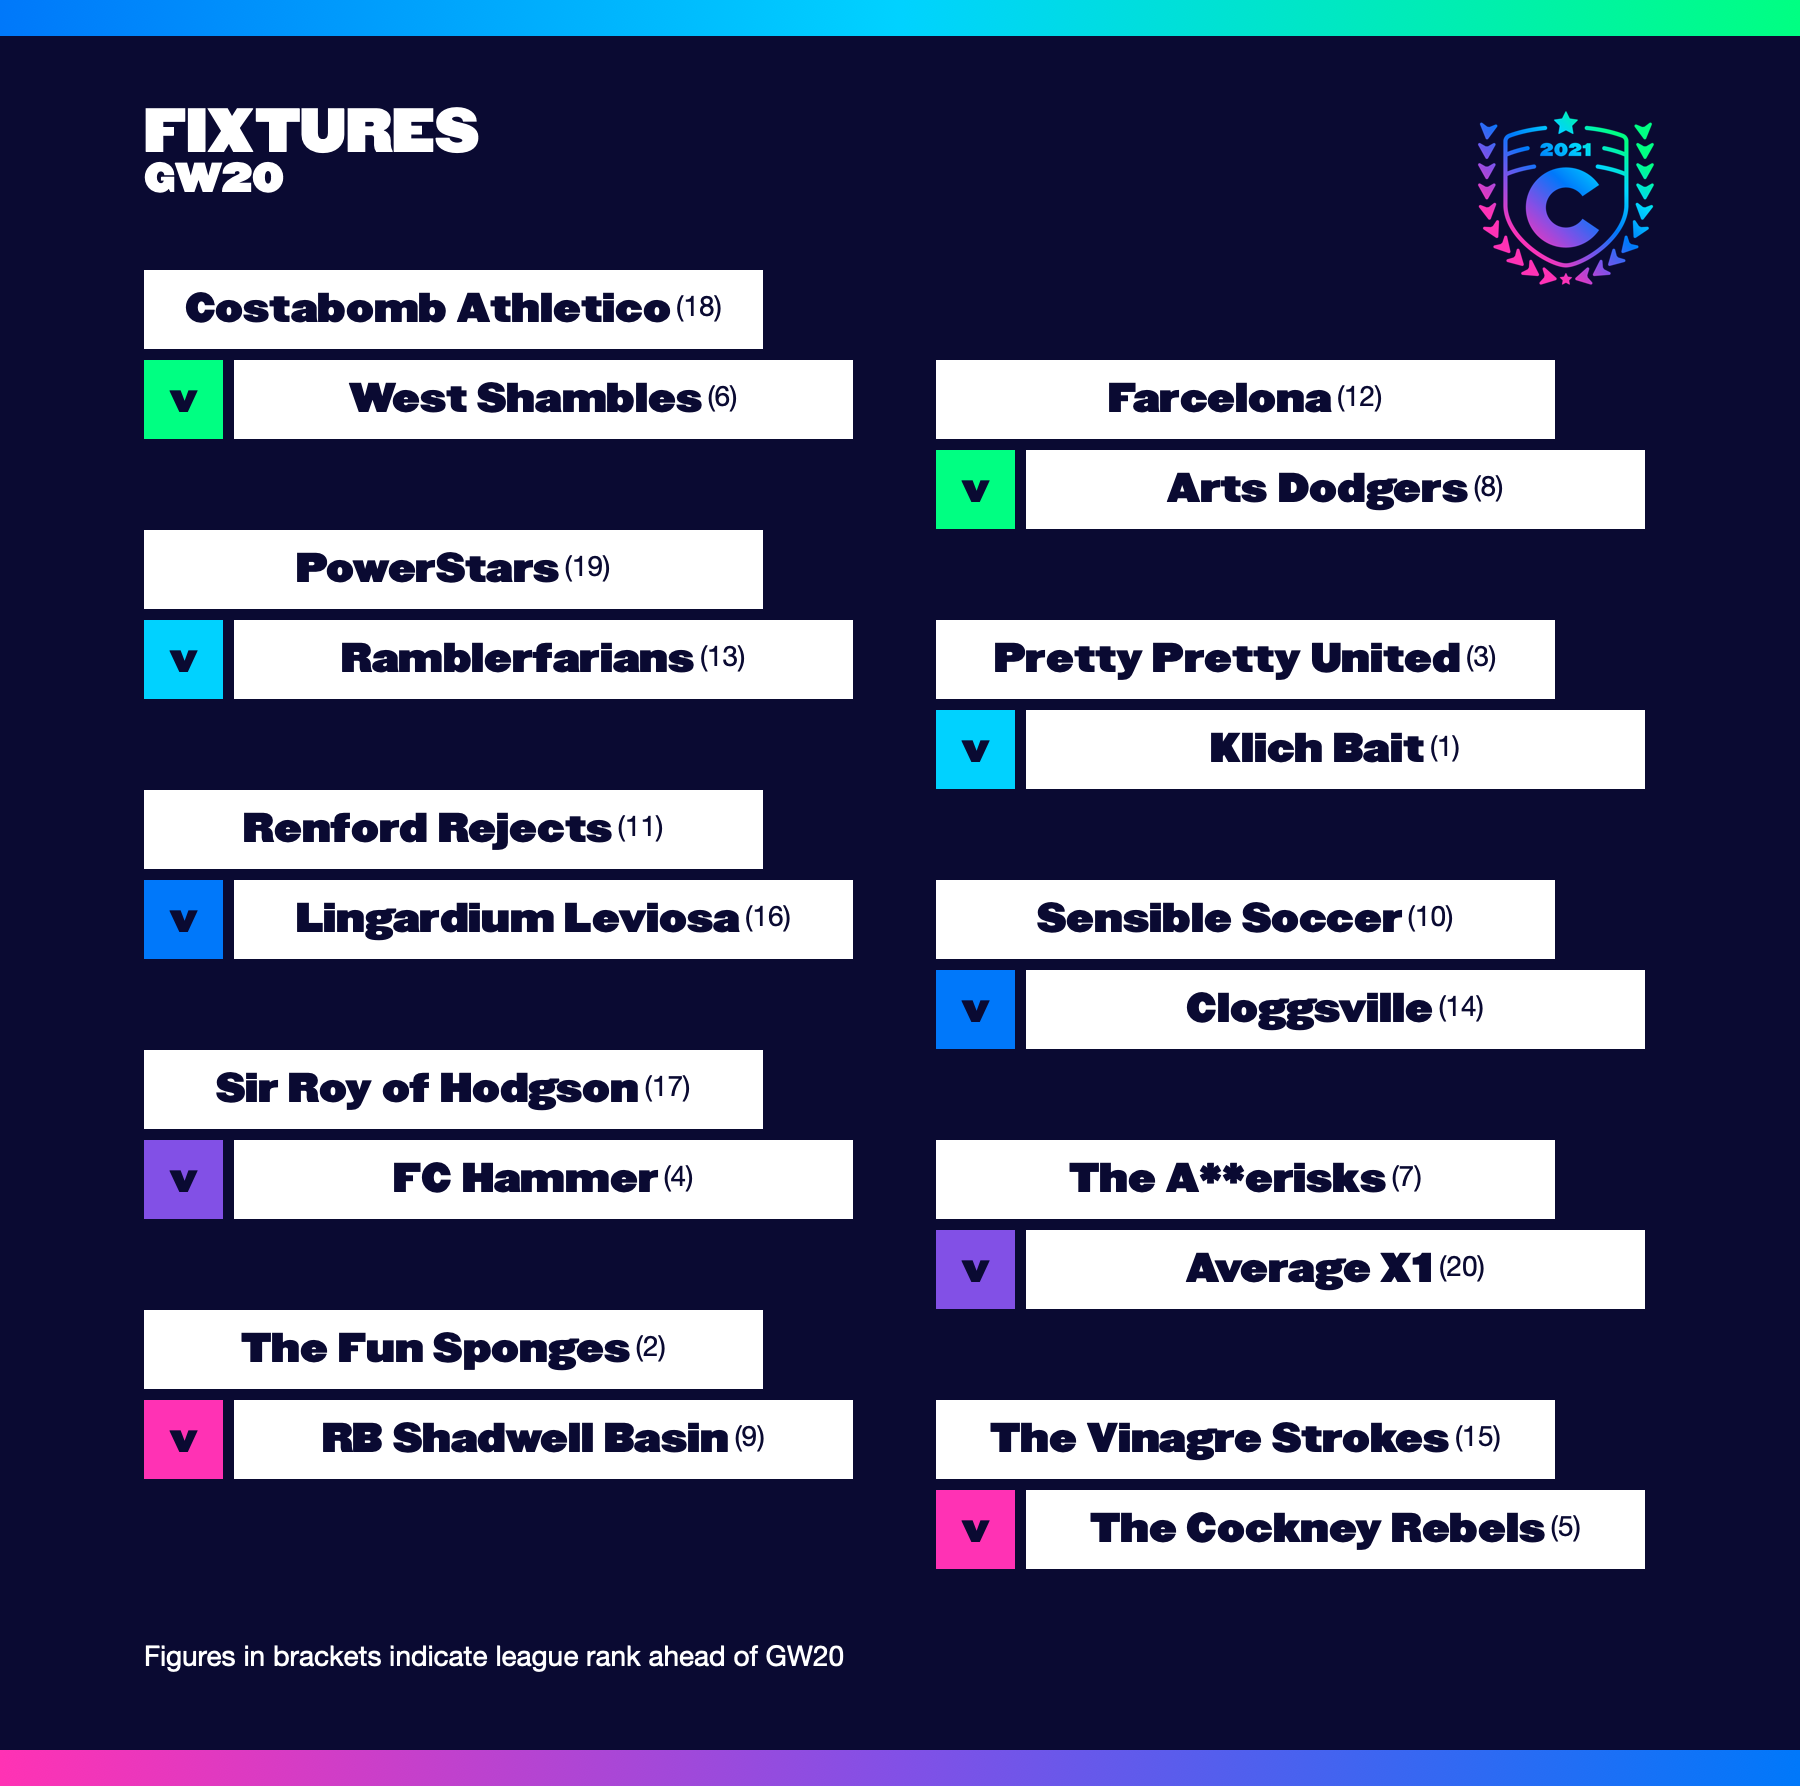 FIXTURES
GW20
2021
C
Costabomb Athletico (18)
v West Shambles (6)
Farcelona (12)
v Arts Dodgers (8)
PowerStars (19)
v Ramblerfarians (13)
Pretty Pretty United (3)
v Klich Bait (1)
Renford Rejects (11)
v Lingardium Leviosa (16)
Sensible Soccer (10)
v Cloggsville (14)
Sir Roy of Hodgson (17)
v FC Hammer (4)
The A**erisks (7)
v Average X1 (20)
The Fun Sponges (2)
v RB Shadwell Basin (9)
The Vinagre Strokes (15)
v The Cockney Rebels (5)
Figures in brackets indicate league rank ahead of GW20